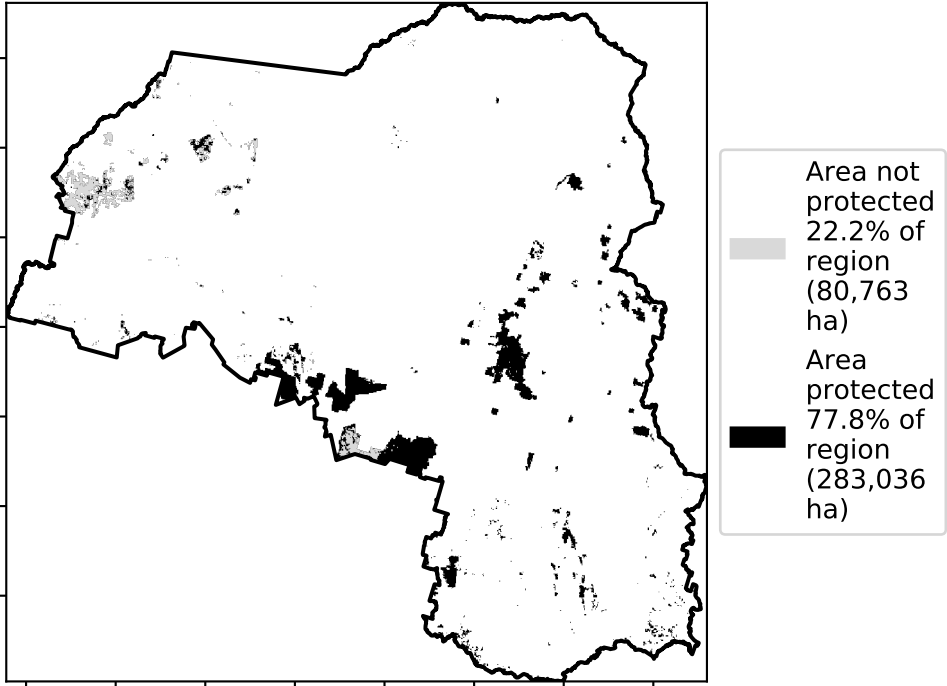 Area not
protected
22.2% of
region
(80,763
ha)
Area
protected
77.8% of
region
(283,036
ha)